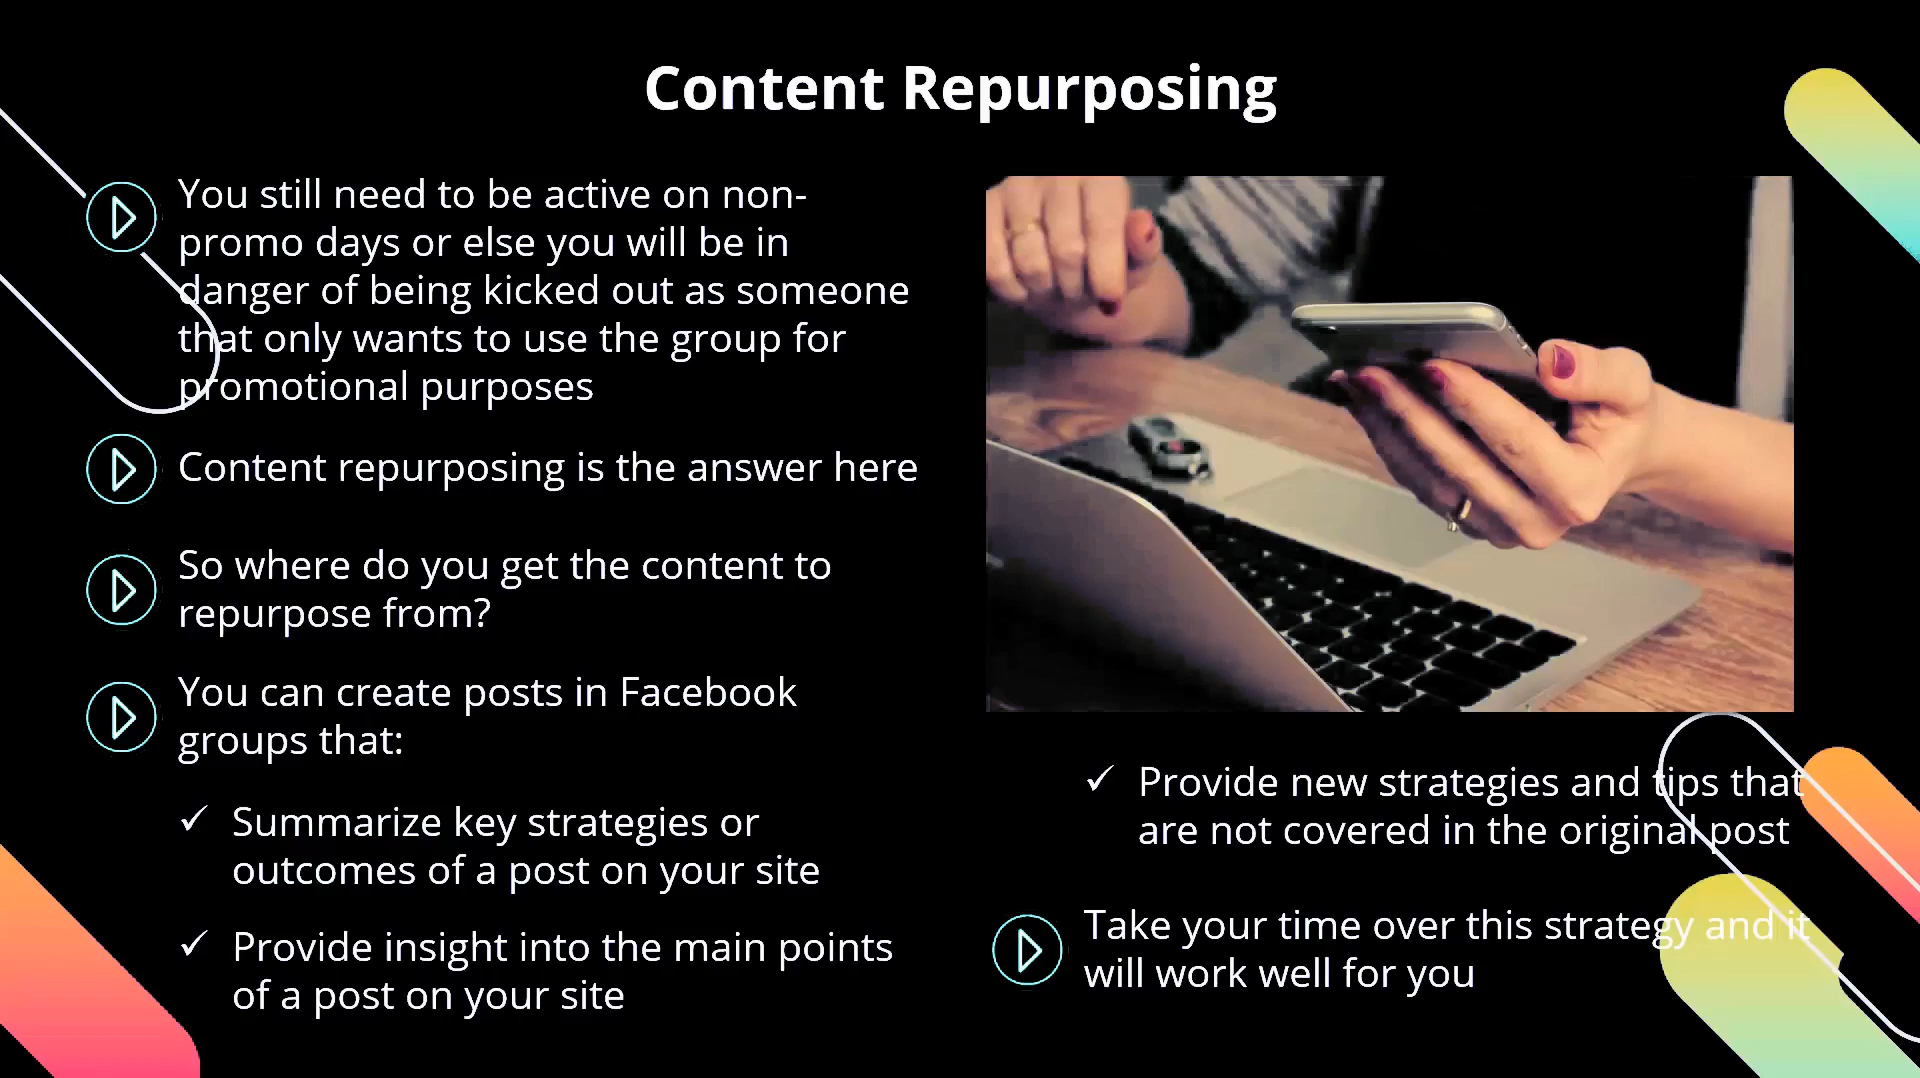 Content Repurposing
You still need to be active on non-
promo days or else you will be in
danger of being kicked out as someone
that only wants to use the group for
promotional purposes
Content repurposing is the answer here
So where do you get the content to
repurpose from?
You can create posts in Facebook
groups that:
✓ Summarize key strategies or
outcomes of a post on your site
✓ Provide insight into the main points
of a post on your site
✓ Provide new strategies and tips that
are not covered in the original post
Take your time over this strategy and it
will work well for you